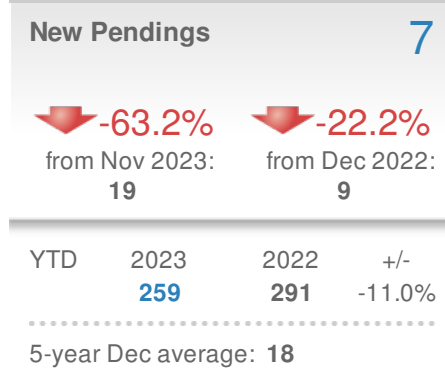 New Pendings 7
-63.2% -22.2%
from Nov 2023: from Dec 2022:
19 9
YTD 2023 2022 +/-
259 291 -11.0%
5-year Dec average: 18